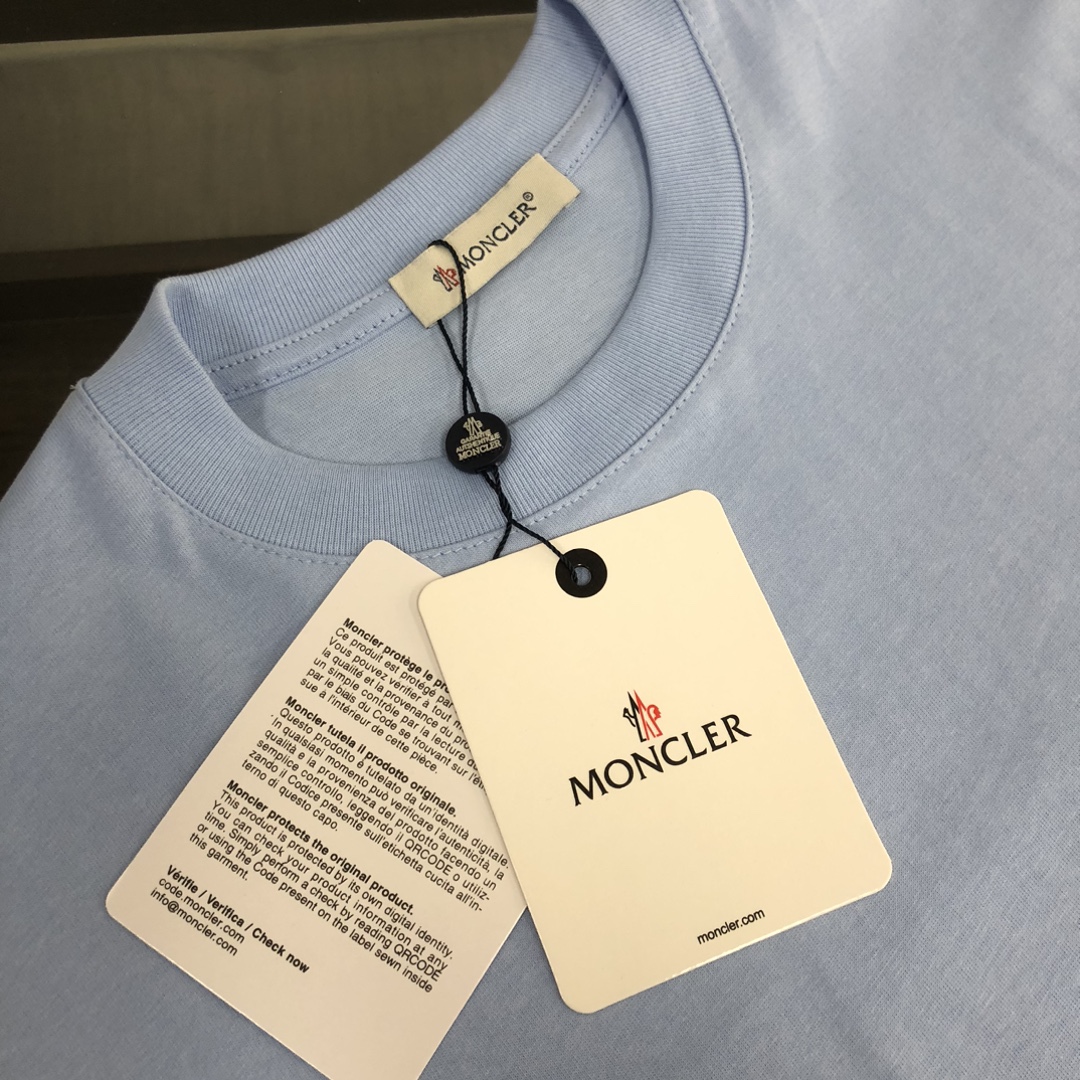 MONCLER®
GARANTIE
AUTHENTIQUE
MONCLER
Moncler protège le
Ce produit est protégé par
Vous pouvez vérifier à tout
la qualité et la provenance du
un simple contrôle par la lecture
par le biais du Code se trouvant sur
sue à l'intérieur de cette pièce.
Moncler tutela il prodotto originale.
Questo prodotto è tutelato da un'identità digitale.
In qualsiasi momento può verificare l'autenticità, la
qualità e la provenienza del prodotto facendo un
semplice controllo, leggendo il QRCODE o utiliz-
zando il Codice presente sull'etichetta cucita all'in-
terno di questo capo.
Moncler protects the original product.
This product is protected by its own digital identity.
You can check your product information at any
time. Simply perform a check by reading QRCODE
or using the Code present on the label sewn inside
this garment.
Vérifie / Verifica / Check now
code.moncler.com
info@moncler.com
MONCLER
moncler.com